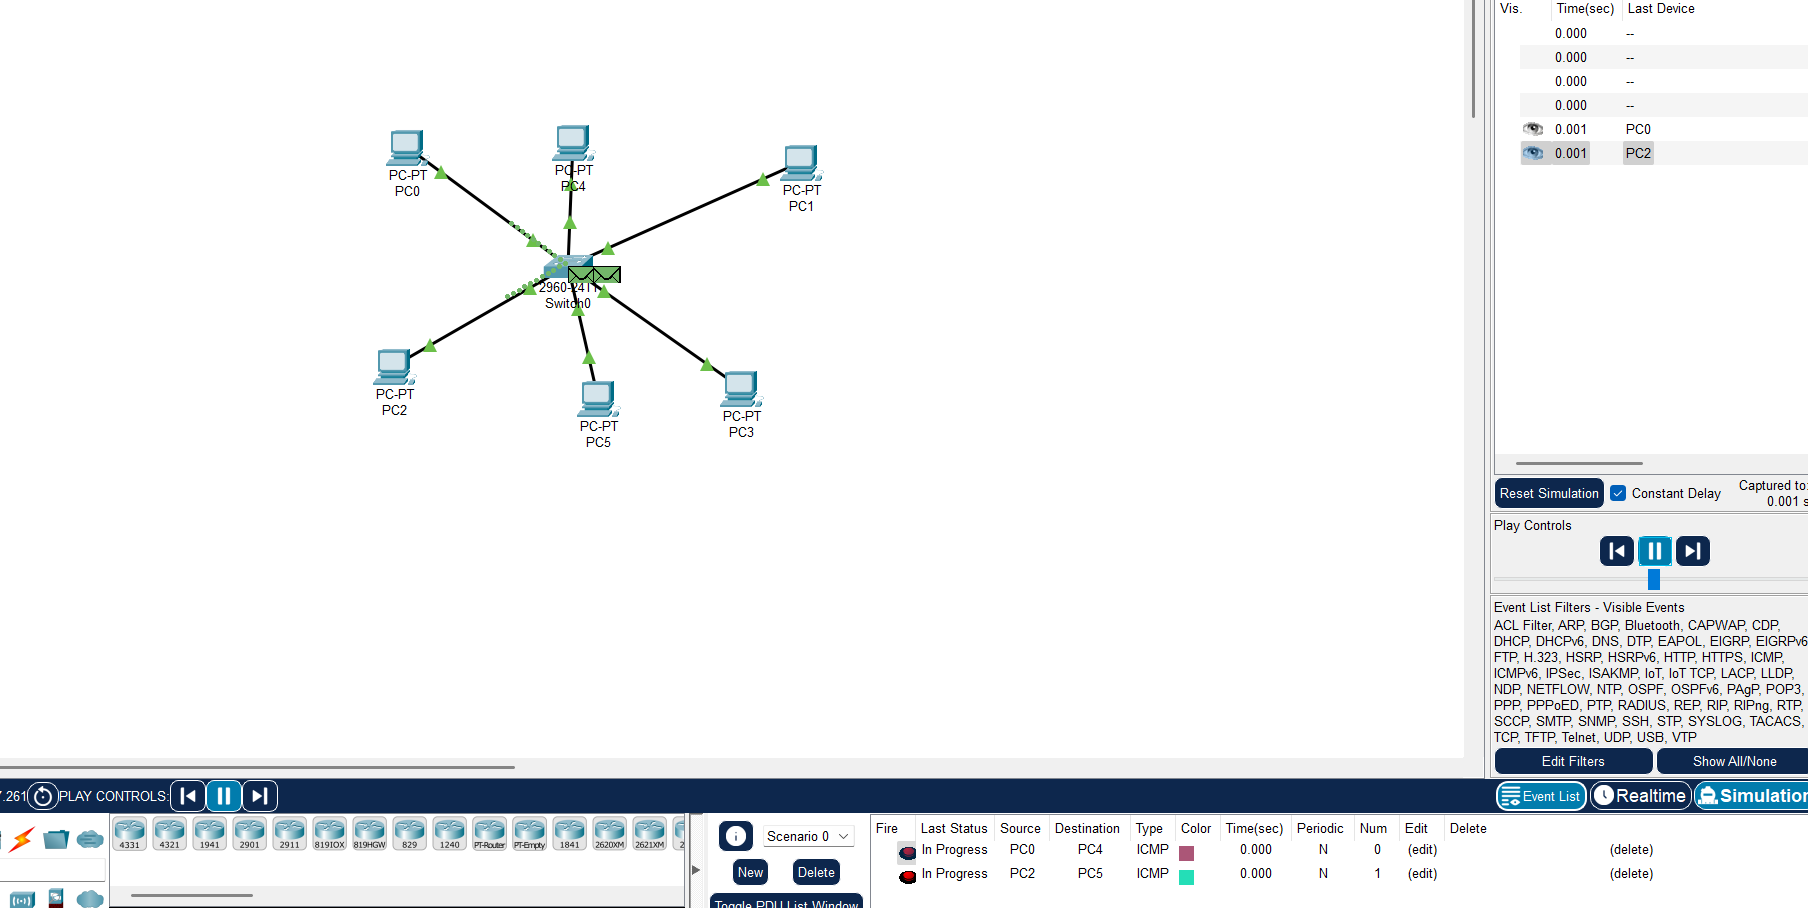 Vis. Time(sec) Last Device
0.000 --
0.000 --
0.000 --
0.000 --
0.001 PC0
0.001 PC2
PC-PT
PC0
PC-PT
PC4
PC-PT
PC1
Switch0
PC-PT
PC2
PC-PT
PC5
PC-PT
PC3
Reset Simulation Constant Delay Captured to:
0.001 s
Play Controls
Event List Filters - Visible Events
ACL Filter, ARP, BGP, Bluetooth, CAPWAP, CDP,
DHCP, DHCPv6, DNS, DTP, EAPOL, EIGRP, EIGRPv6
FTP, H.323, HSRP, HSRPv6, HTTP, HTTPS, ICMP,
ICMPv6, IPSec, ISAKMP, IoT, IoT TCP, LACP, LLDP,
NDP, NETFLOW, NTP, OSPF, OSPFv6, PAgP, POP3,
PPP, PPPoED, PTP, RADIUS, REP, RIP, RIPng, RTP,
SCCP, SMTP, SNMP, SSH, STP, SYSLOG, TACACS,
TCP, TFTP, Telnet, UDP, USB, VTP
Edit Filters Show All/None
.261 PLAY CONTROLS: Event List Realtime Simulation
4331 4321 1941 2901 2911 819IOX 819HGW 829 1240 PT-Router PT-Empty 1841 2620XM 2621XM 2
Scenario 0
New Delete
Toggle PDU List Window
Fire Last Status Source Destination Type Color Time(sec) Periodic Num Edit Delete
In Progress PC0 PC4 ICMP 0.000 N 0 (edit) (delete)
In Progress PC2 PC5 ICMP 0.000 N 1 (edit) (delete)